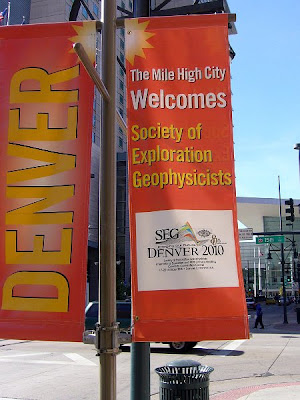 DENVER
The Mile High City
Welcomes
Society of
Exploration
Geophysicists
SEG
DENVER 2010